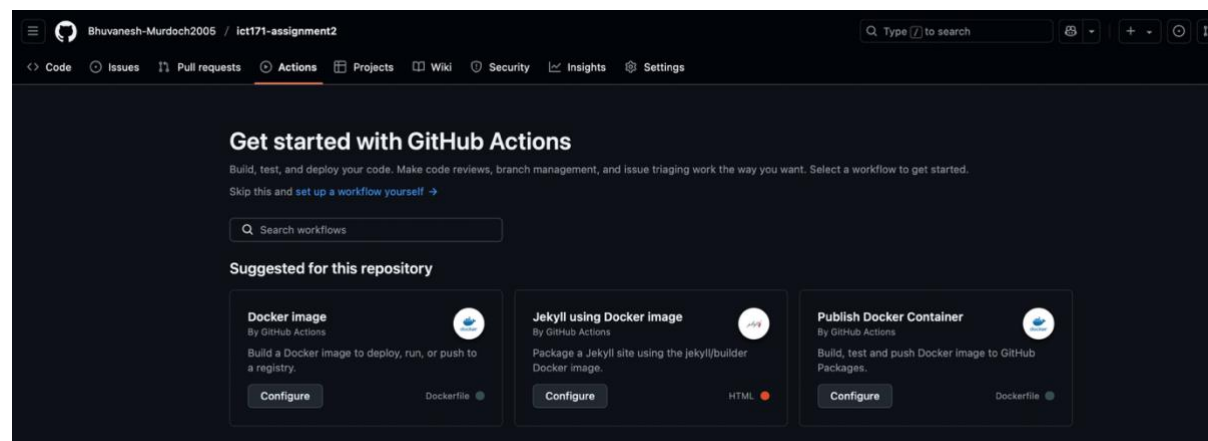 Bhuvanesh-Murdoch2005 / ict171-assignment2
Type / to search
Code Issues Pull requests Actions Projects Wiki Security Insights Settings
Get started with GitHub Actions
Build, test, and deploy your code. Make code reviews, branch management, and issue triaging work the way you want. Select a workflow to get started.
Skip this and set up a workflow yourself →
Search workflows
Suggested for this repository
Docker image
By GitHub Actions
Build a Docker image to deploy, run, or push to
a registry.
Configure
Dockerfile
Jekyll using Docker image
By GitHub Actions
Package a Jekyll site using the jekyll/builder
Docker image.
Configure
HTML
Publish Docker Container
By GitHub Actions
Build, test and push Docker image to GitHub
Packages.
Configure
Dockerfile